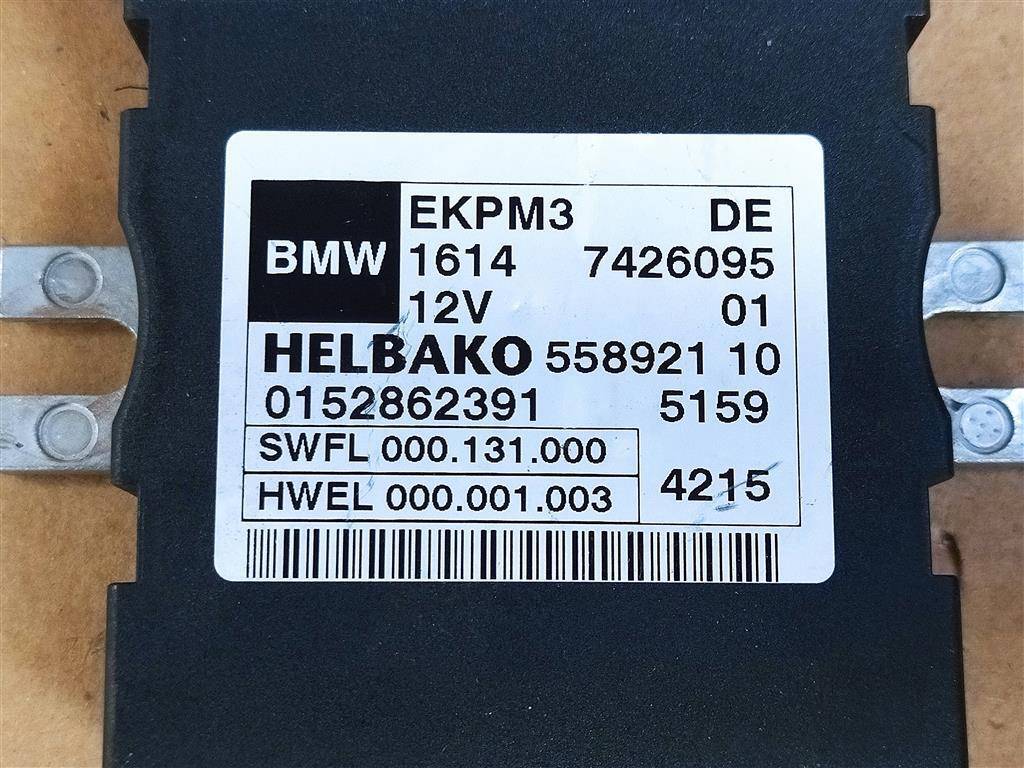 EKPM3 DE
BMW 1614 7426095
12V 01
HELBAKO 558921 10
0152862391 5159
SWFL 000.131.000
HWEL 000.001.003 4215